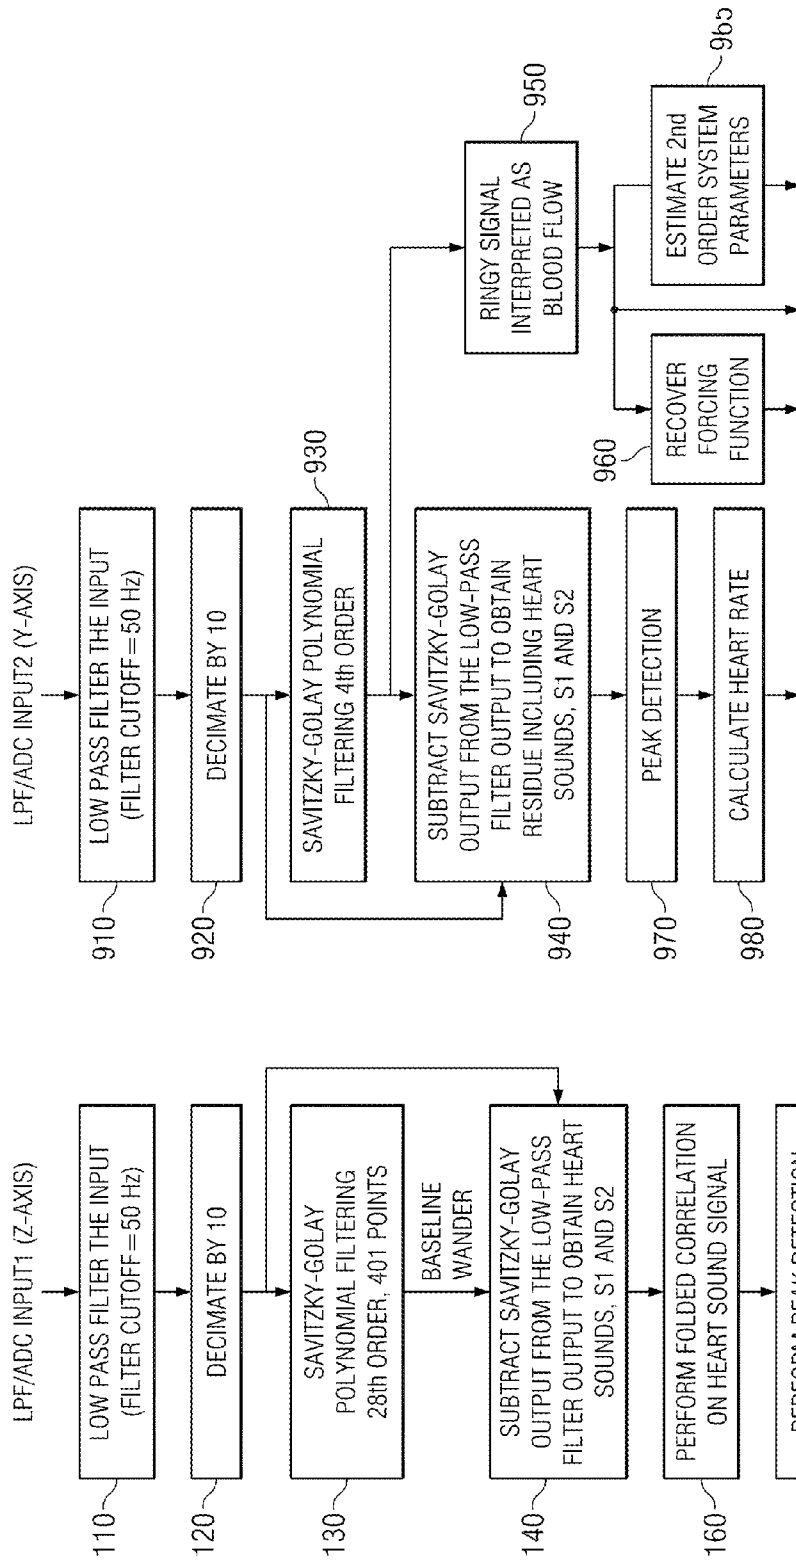 LPF/ADC INPUT1 (Z-AXIS)
110
LOW PASS FILTER THE INPUT
(FILTER CUTOFF=50 Hz)
120
DECIMATE BY 10
130
SAVITZKY-GOLAY
POLYNOMIAL FILTERING
28th ORDER, 401 POINTS
BASELINE
WANDER
140
SUBTRACT SAVITZKY-GOLAY
OUTPUT FROM THE LOW-PASS
FILTER OUTPUT TO OBTAIN HEART
SOUNDS, S1 AND S2
160
PERFORM FOLDED CORRELATION
ON HEART SOUND SIGNAL
PERFORM PEAK DETECTION
LPF/ADC INPUT2 (Y-AXIS)
910
LOW PASS FILTER THE INPUT
(FILTER CUTOFF=50 Hz)
920
DECIMATE BY 10
930
SAVITZKY-GOLAY POLYNOMIAL
FILTERING 4th ORDER
940
SUBTRACT SAVITZKY-GOLAY
OUTPUT FROM THE LOW-PASS
FILTER OUTPUT TO OBTAIN
RESIDUE INCLUDING HEART
SOUNDS, S1 AND S2
970
PEAK DETECTION
980
CALCULATE HEART RATE
950
RINGY SIGNAL
INTERPRETED AS
BLOOD FLOW
960
RECOVER
FORCING
FUNCTION
965
ESTIMATE 2nd
ORDER SYSTEM
PARAMETERS